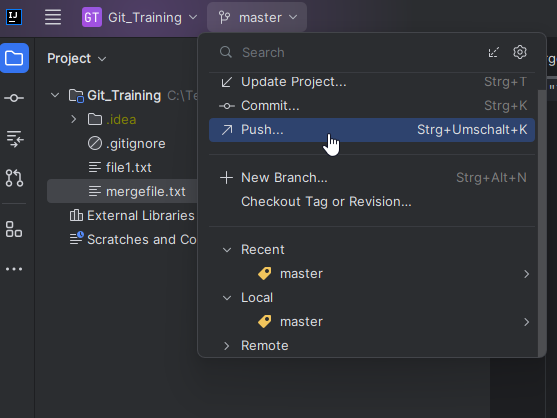 IJ
GT Git_Training master
Project
Search
Update Project... Strg+T
Commit... Strg+K
Push... Strg+Umschalt+K
New Branch... Strg+Alt+N
Checkout Tag or Revision...
Recent
master
Local
master
Remote
Git_Training C:\Te
.idea
.gitignore
file1.txt
mergefile.txt
External Libraries
Scratches and Co